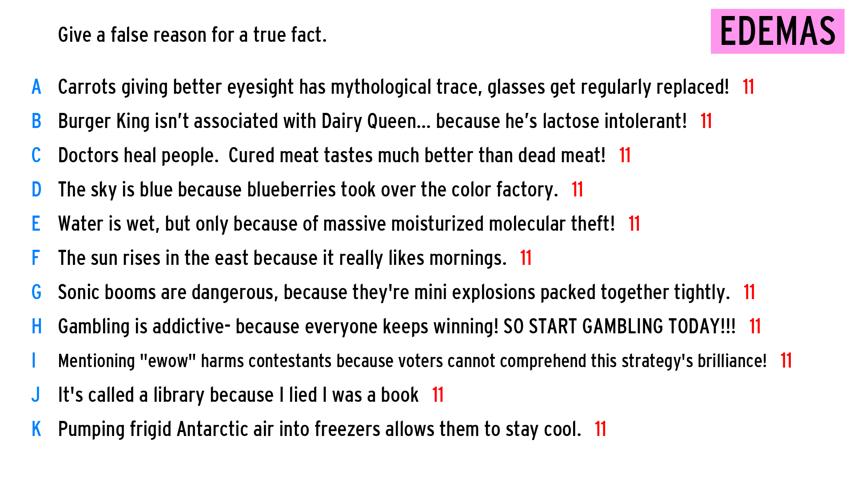 Give a false reason for a true fact.
EDEMAS
A Carrots giving better eyesight has mythological trace, glasses get regularly replaced! 11
B Burger King isn't associated with Dairy Queen... because he's lactose intolerant! 11
C Doctors heal people.  Cured meat tastes much better than dead meat! 11
D The sky is blue because blueberries took over the color factory. 11
E Water is wet, but only because of massive moisturized molecular theft! 11
F The sun rises in the east because it really likes mornings. 11
G Sonic booms are dangerous, because they're mini explosions packed together tightly. 11
H Gambling is addictive- because everyone keeps winning! SO START GAMBLING TODAY!!! 11
I Mentioning "ewow" harms contestants because voters cannot comprehend this strategy's brilliance! 11
J It's called a library because I lied I was a book 11
K Pumping frigid Antarctic air into freezers allows them to stay cool. 11